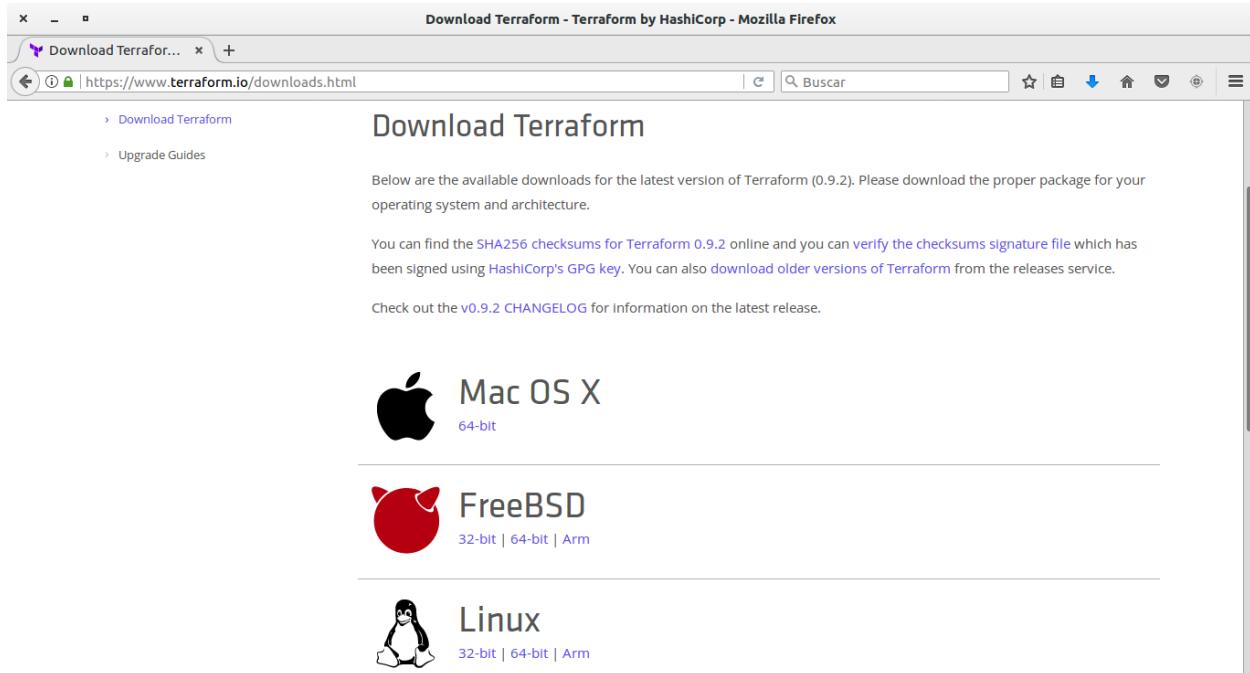 Download Terraform - Terraform by HashiCorp - Mozilla Firefox
Download Terrafor...
https://www.terraform.io/downloads.html
Buscar
› Download Terraform
› Upgrade Guides
Download Terraform
Below are the available downloads for the latest version of Terraform (0.9.2). Please download the proper package for your
operating system and architecture.
You can find the SHA256 checksums for Terraform 0.9.2 online and you can verify the checksums signature file which has
been signed using HashiCorp's GPG key. You can also download older versions of Terraform from the releases service.
Check out the v0.9.2 CHANGELOG for information on the latest release.
Mac OS X
64-bit
FreeBSD
32-bit | 64-bit | Arm
Linux
32-bit | 64-bit | Arm